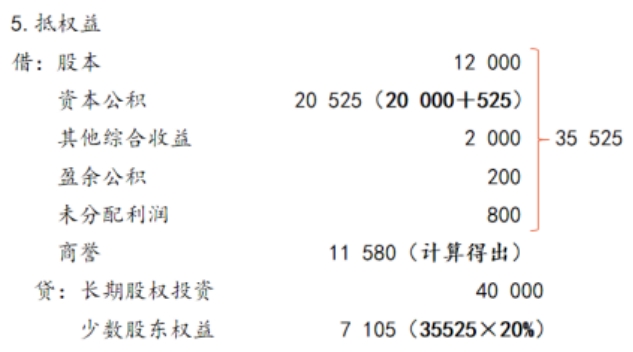 5. 抵权益
借：股本 12 000
资本公积 20 525（20 000＋525）
其他综合收益 2 000
35 525
盈余公积 200
未分配利润 800
商誉 11 580（计算得出）
贷：长期股权投资 40 000
少数股东权益 7 105（35525×20%）